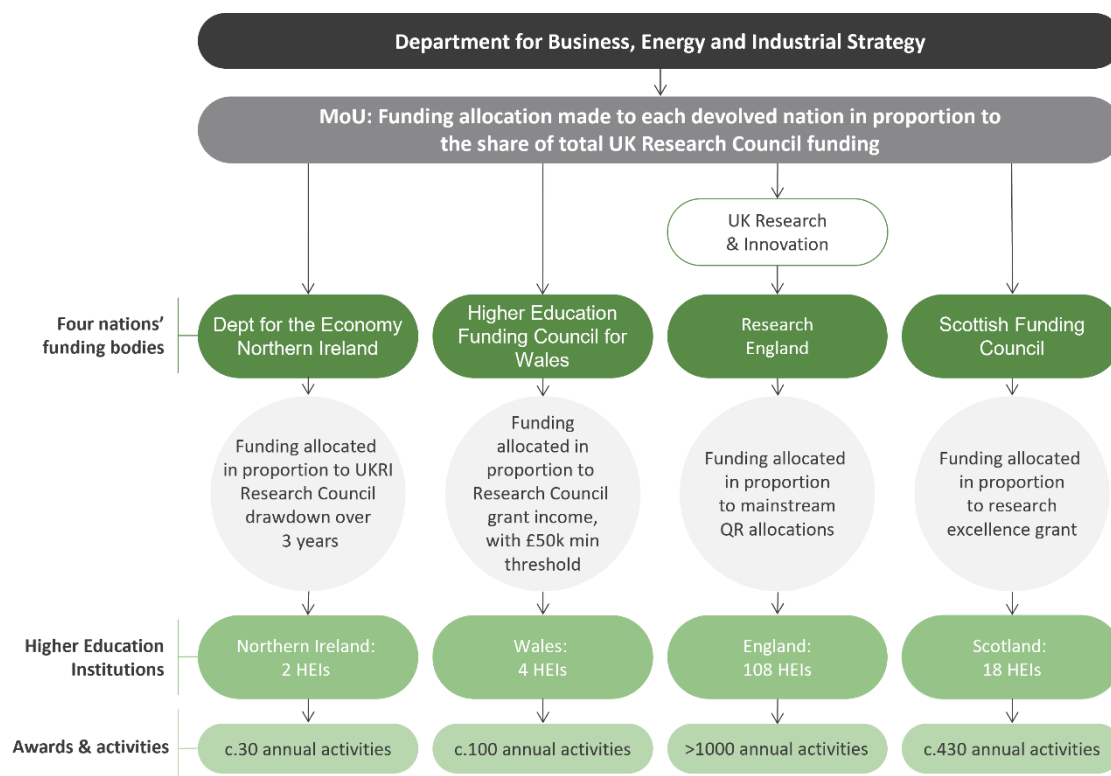 Department for Business, Energy and Industrial Strategy
MoU: Funding allocation made to each devolved nation in proportion to
the share of total UK Research Council funding
UK Research
& Innovation
Four nations’
funding bodies
Dept for the Economy
Northern Ireland
Higher Education
Funding Council for
Wales
Research
England
Scottish Funding
Council
Funding allocated
in proportion to UKRI
Research Council
drawdown over
3 years
Funding
allocated in
proportion to
Research Council
grant income,
with £50k min
threshold
Funding allocated
in proportion
to mainstream
QR allocations
Funding allocated
in proportion
to research
excellence grant
Higher Education
Institutions
Northern Ireland:
2 HEIs
Wales:
4 HEIs
England:
108 HEIs
Scotland:
18 HEIs
Awards & activities
c.30 annual activities
c.100 annual activities
>1000 annual activities
c.430 annual activities